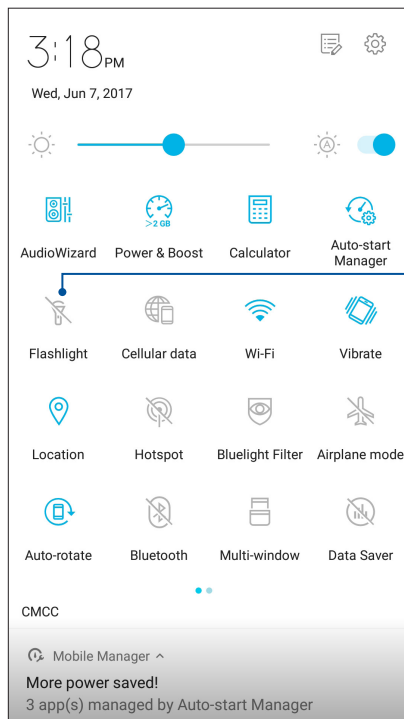 3:18 PM
Wed, Jun 7, 2017
A
>2 GB
AudioWizard Power & Boost Calculator Auto-start
Manager
Flashlight Cellular data Wi-Fi Vibrate
Location Hotspot Bluelight Filter Airplane mode
Auto-rotate Bluetooth Multi-window Data Saver
CMCC
Mobile Manager
More power saved!
3 app(s) managed by Auto-start Manager